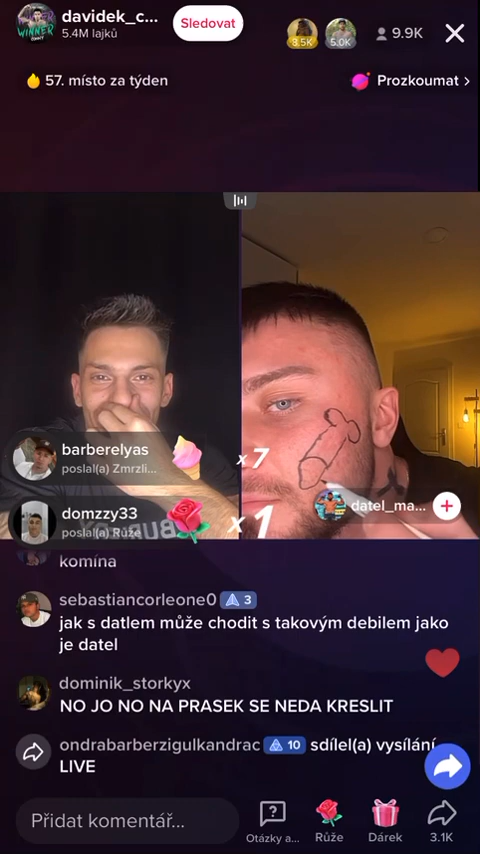 davidek_c...
5.4M lajků
Sledovat
8.5K
5.0K
9.9K
57. místo za týden
Prozkoumat
barberelyas
poslal(a) Zmrzli...
x7
domzzy33
poslal(a) Růže
x1
datel_ma...
komína
sebastiancorleone0 3
jak s datlem může chodit s takovým debilem jako
je datel
dominik_storkyx
NO JO NO NA PRASEK SE NEDA KRESLIT
ondrabarberzigulkandrac 10 sdílel(a) vysílání
LIVE
Přidat komentář...
Otázky a...
Růže
Dárek
3.1K